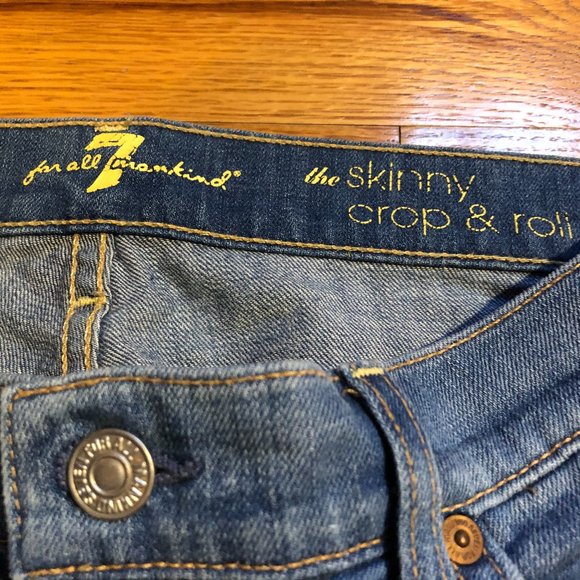 for all 7 mankind®
the skinny
crop & roll